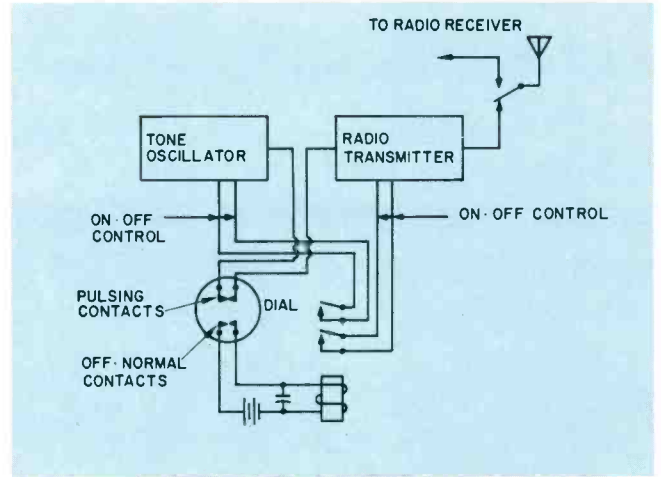 TO RADIO RECEIVER
TONE
OSCILLATOR
RADIO
TRANSMITTER
ON-OFF
CONTROL
ON-OFF CONTROL
PULSING
CONTACTS
DIAL
OFF-NORMAL
CONTACTS